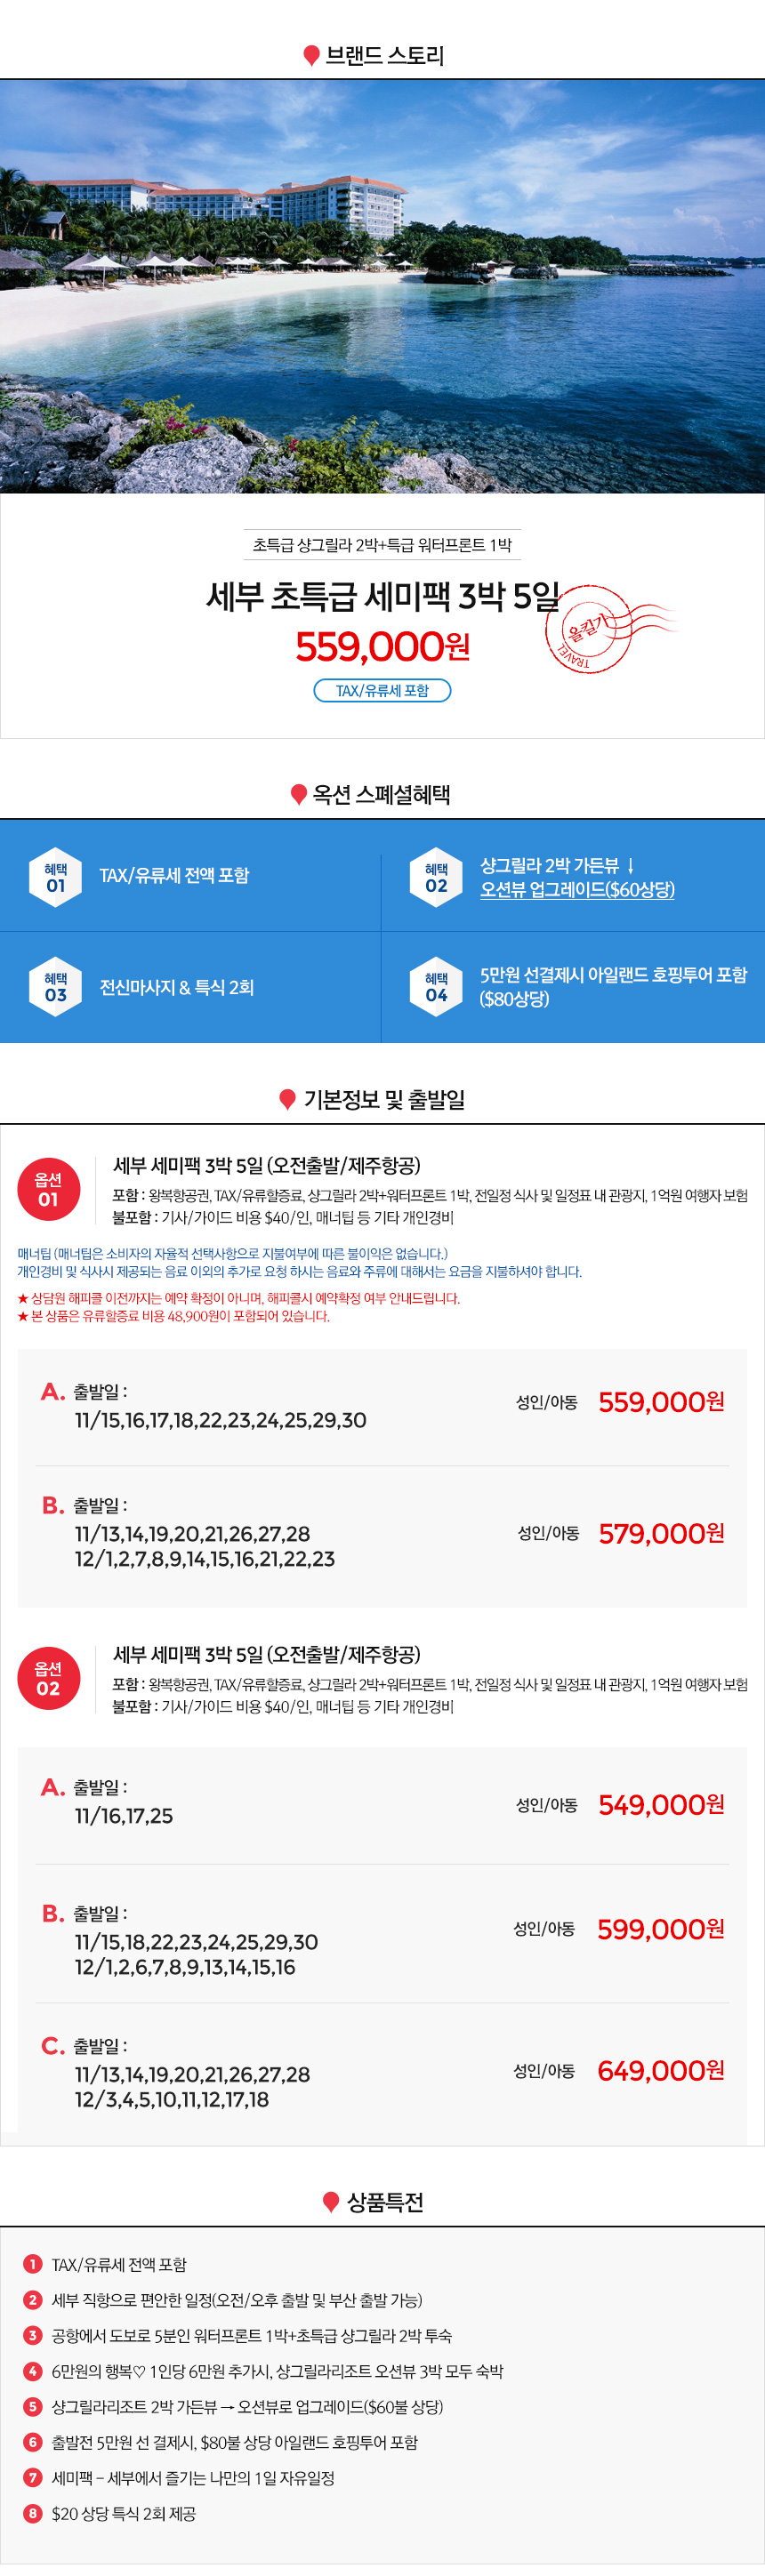 브랜드 스토리
초특급 샹그릴라 2박+특급 워터프론트 1박
세부 초특급 세미팩 3박 5일
559,000원
올킬가
TRAVEL
TAX/유류세 포함
옥션 스페셜혜택
혜택 01
TAX/유류세 전액 포함
혜택 02
샹그릴라 2박 가든뷰 ↓
오션뷰 업그레이드($60상당)
혜택 03
전신마사지 & 특식 2회
혜택 04
5만원 선결제시 아일랜드 호핑투어 포함
($80상당)
기본정보 및 출발일
옵션 01
세부 세미팩 3박 5일 (오전출발/제주항공)
포함 : 왕복항공권, TAX/유류할증료, 샹그릴라 2박+워터프론트 1박, 전일정 식사 및 일정표 내 관광지, 1억원 여행자 보험
불포함 : 기사/가이드 비용 $40/인, 매너팁 등 기타 개인경비
매너팁 (매너팁은 소비자의 자율적 선택사항으로 지불여부에 따른 불이익은 없습니다.)
개인경비 및 식사시 제공되는 음료 이외의 추가로 요청 하시는 음료와 주류에 대해서는 요금을 지불하셔야 합니다.
★ 상담원 해피콜 이전까지는 예약 확정이 아니며, 해피콜시 예약확정 여부 안내드립니다.
★ 본 상품은 유류할증료 비용 48,900원이 포함되어 있습니다.
A. 출발일 :
11/15,16,17,18,22,23,24,25,29,30
성인/아동 559,000원
B. 출발일 :
11/13,14,19,20,21,26,27,28
12/1,2,7,8,9,14,15,16,21,22,23
성인/아동 579,000원
옵션 02
세부 세미팩 3박 5일 (오전출발/제주항공)
포함 : 왕복항공권, TAX/유류할증료, 샹그릴라 2박+워터프론트 1박, 전일정 식사 및 일정표 내 관광지, 1억원 여행자 보험
불포함 : 기사/가이드 비용 $40/인, 매너팁 등 기타 개인경비
A. 출발일 :
11/16,17,25
성인/아동 549,000원
B. 출발일 :
11/15,18,22,23,24,25,29,30
12/1,2,6,7,8,9,13,14,15,16
성인/아동 599,000원
C. 출발일 :
11/13,14,19,20,21,26,27,28
12/3,4,5,10,11,12,17,18
성인/아동 649,000원
상품특전
1 TAX/유류세 전액 포함
2 세부 직항으로 편안한 일정(오전/오후 출발 및 부산 출발 가능)
3 공항에서 도보로 5분인 워터프론트 1박+초특급 샹그릴라 2박 투숙
4 6만원의 행복♡ 1인당 6만원 추가시, 샹그릴라리조트 오션뷰 3박 모두 숙박
5 샹그릴라리조트 2박 가든뷰 → 오션뷰로 업그레이드($60불 상당)
6 출발전 5만원 선 결제시, $80불 상당 아일랜드 호핑투어 포함
7 세미팩 – 세부에서 즐기는 나만의 1일 자유일정
8 $20 상당 특식 2회 제공